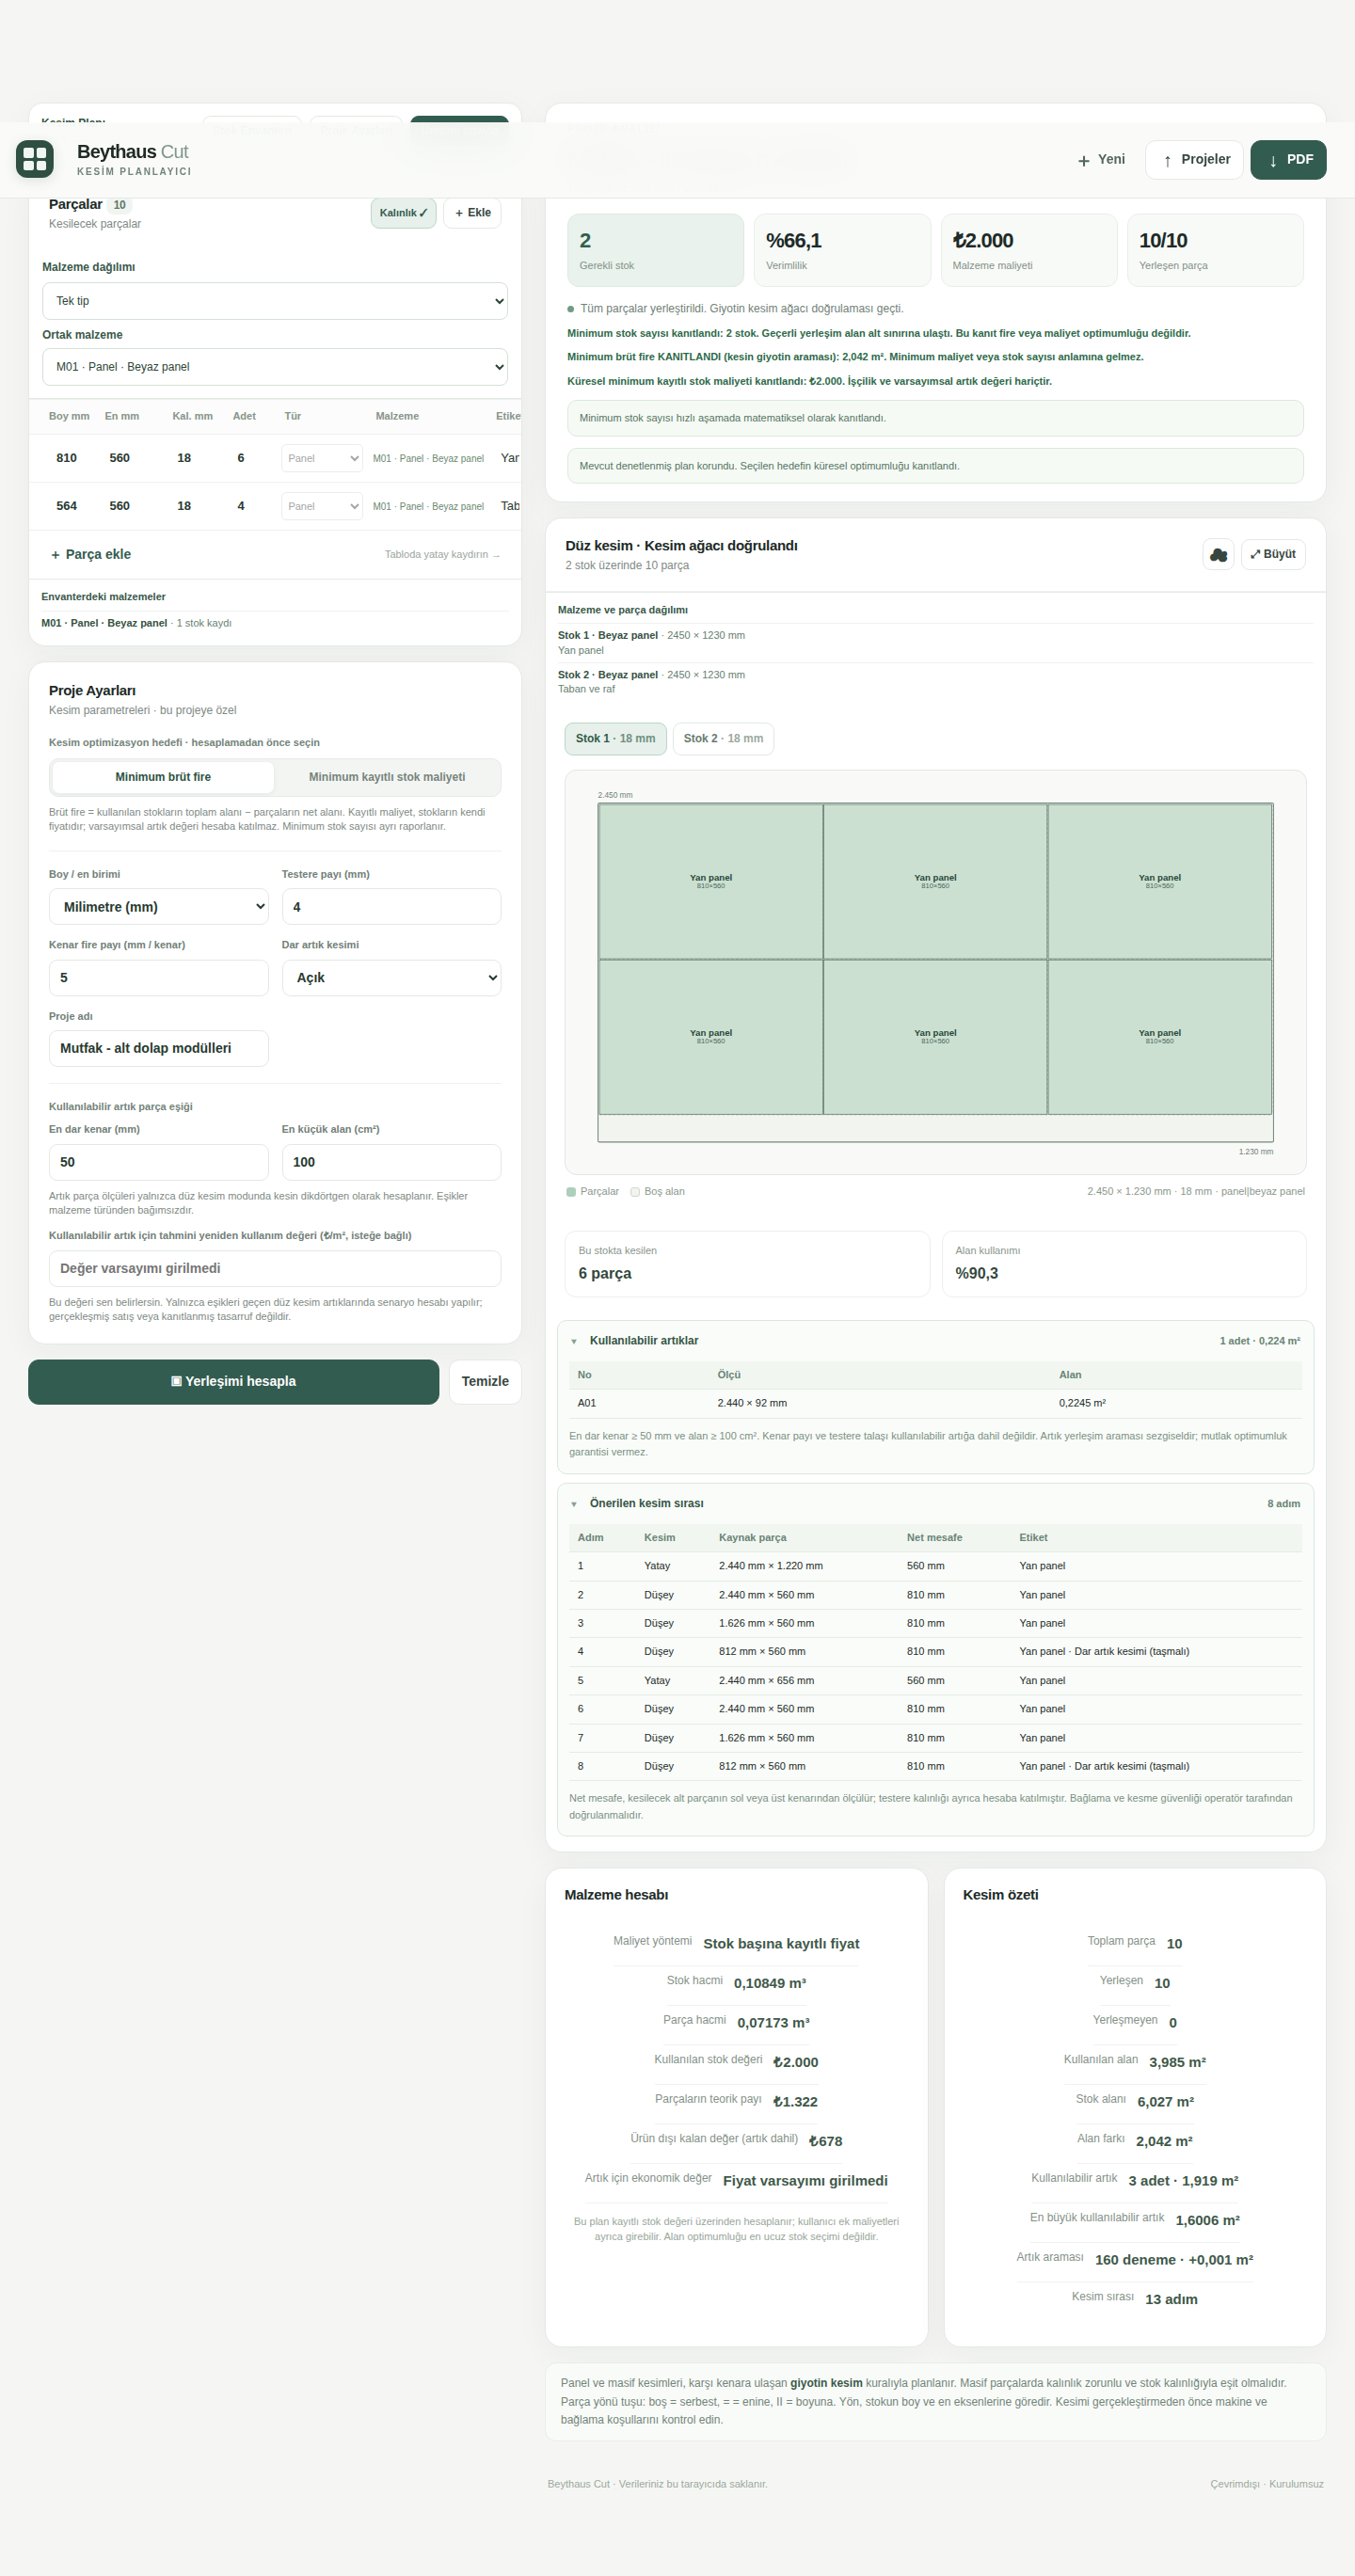 Beythaus Cut
KESİM PLANLAYICI
+ Yeni
↑ Projeler
↓ PDF
Parçalar 10
Kesilecek parçalar
Kalınlık ✓
+ Ekle
Malzeme dağılımı
Tek tip
Ortak malzeme
M01 · Panel · Beyaz panel
Boy mm En mm Kal. mm Adet Tür Malzeme Etike
810 560 18 6 Panel M01 · Panel · Beyaz panel Yar
564 560 18 4 Panel M01 · Panel · Beyaz panel Tab
+ Parça ekle
Tabloda yatay kaydırın →
Envanterdeki malzemeler
M01 · Panel · Beyaz panel · 1 stok kaydı
Proje Ayarları
Kesim parametreleri · bu projeye özel
Kesim optimizasyon hedefi · hesaplamadan önce seçin
Minimum brüt fire
Minimum kayıtlı stok maliyeti
Brüt fire = kullanılan stokların toplam alanı − parçaların net alanı. Kayıtlı maliyet, stokların kendi
fiyatıdır; varsayımsal artık değeri hesaba katılmaz. Minimum stok sayısı ayrı raporlanır.
Boy / en birimi
Testere payı (mm)
Milimetre (mm)
4
Kenar fire payı (mm / kenar)
Dar artık kesimi
5
Açık
Proje adı
Mutfak - alt dolap modülleri
Kullanılabilir artık parça eşiği
En dar kenar (mm)
En küçük alan (cm²)
50
100
Artık parça ölçüleri yalnızca düz kesim modunda kesin dikdörtgen olarak hesaplanır. Eşikler
malzeme türünden bağımsızdır.
Kullanılabilir artık için tahmini yeniden kullanım değeri (₺/m², isteğe bağlı)
Değer varsayımı girilmedi
Bu değeri sen belirlersin. Yalnızca eşikleri geçen düz kesim artıklarında senaryo hesabı yapılır;
gerçekleşmiş satış veya kanıtlanmış tasarruf değildir.
▣ Yerleşimi hesapla
Temizle
2
Gerekli stok
%66,1
Verimlilik
₺2.000
Malzeme maliyeti
10/10
Yerleşen parça
Tüm parçalar yerleştirildi. Giyotin kesim ağacı doğrulaması geçti.
Minimum stok sayısı kanıtlandı: 2 stok. Geçerli yerleşim alan alt sınırına ulaştı. Bu kanıt fire veya maliyet optimumluğu değildir.
Minimum brüt fire KANITLANDI (kesin giyotin araması): 2,042 m². Minimum maliyet veya stok sayısı anlamına gelmez.
Küresel minimum kayıtlı stok maliyeti kanıtlandı: ₺2.000. İşçilik ve varsayımsal artık değeri hariçtir.
Minimum stok sayısı hızlı aşamada matematiksel olarak kanıtlandı.
Mevcut denetlenmiş plan korundu. Seçilen hedefin küresel optimumluğu kanıtlandı.
Düz kesim · Kesim ağacı doğrulandı
2 stok üzerinde 10 parça
⤢ Büyüt
Malzeme ve parça dağılımı
Stok 1 · Beyaz panel · 2450 × 1230 mm
Yan panel
Stok 2 · Beyaz panel · 2450 × 1230 mm
Taban ve raf
Stok 1 · 18 mm
Stok 2 · 18 mm
2.450 mm
Yan panel
810×560
Yan panel
810×560
Yan panel
810×560
Yan panel
810×560
Yan panel
810×560
Yan panel
810×560
1.230 mm
Parçalar
Boş alan
2.450 × 1.230 mm · 18 mm · panel|beyaz panel
Bu stokta kesilen
6 parça
Alan kullanımı
%90,3
▼ Kullanılabilir artıklar
1 adet · 0,224 m²
No Ölçü Alan
A01 2.440 × 92 mm 0,2245 m²
En dar kenar ≥ 50 mm ve alan ≥ 100 cm². Kenar payı ve testere talaşı kullanılabilir artığa dahil değildir. Artık yerleşim araması sezgiseldir; mutlak optimumluk
garantisi vermez.
▼ Önerilen kesim sırası
8 adım
Adım Kesim Kaynak parça Net mesafe Etiket
1 Yatay 2.440 mm × 1.220 mm 560 mm Yan panel
2 Düşey 2.440 mm × 560 mm 810 mm Yan panel
3 Düşey 1.626 mm × 560 mm 810 mm Yan panel
4 Düşey 812 mm × 560 mm 810 mm Yan panel · Dar artık kesimi (taşmalı)
5 Yatay 2.440 mm × 656 mm 560 mm Yan panel
6 Düşey 2.440 mm × 560 mm 810 mm Yan panel
7 Düşey 1.626 mm × 560 mm 810 mm Yan panel
8 Düşey 812 mm × 560 mm 810 mm Yan panel · Dar artık kesimi (taşmalı)
Net mesafe, kesilecek alt parçanın sol veya üst kenarından ölçülür; testere kalınlığı ayrıca hesaba katılmıştır. Bağlama ve kesme güvenliği operatör tarafından
doğrulanmalıdır.
Malzeme hesabı
Maliyet yöntemi Stok başına kayıtlı fiyat
Stok hacmi 0,10849 m³
Parça hacmi 0,07173 m³
Kullanılan stok değeri ₺2.000
Parçaların teorik payı ₺1.322
Ürün dışı kalan değer (artık dahil) ₺678
Artık için ekonomik değer Fiyat varsayımı girilmedi
Bu plan kayıtlı stok değeri üzerinden hesaplanır; kullanıcı ek maliyetleri
ayrıca girebilir. Alan optimumluğu en ucuz stok seçimi değildir.
Kesim özeti
Toplam parça 10
Yerleşen 10
Yerleşmeyen 0
Kullanılan alan 3,985 m²
Stok alanı 6,027 m²
Alan farkı 2,042 m²
Kullanılabilir artık 3 adet · 1,919 m²
En büyük kullanılabilir artık 1,6006 m²
Artık araması 160 deneme · +0,001 m²
Kesim sırası 13 adım
Panel ve masif kesimleri, karşı kenara ulaşan giyotin kesim kuralıyla planlanır. Masif parçalarda kalınlık zorunlu ve stok kalınlığıyla eşit olmalıdır.
Parça yönü tuşu: boş = serbest, = = enine, II = boyuna. Yön, stokun boy ve en eksenlerine göredir. Kesimi gerçekleştirmeden önce makine ve
bağlama koşullarını kontrol edin.
Beythaus Cut · Verileriniz bu tarayıcıda saklanır.
Çevrimdışı · Kurulumsuz